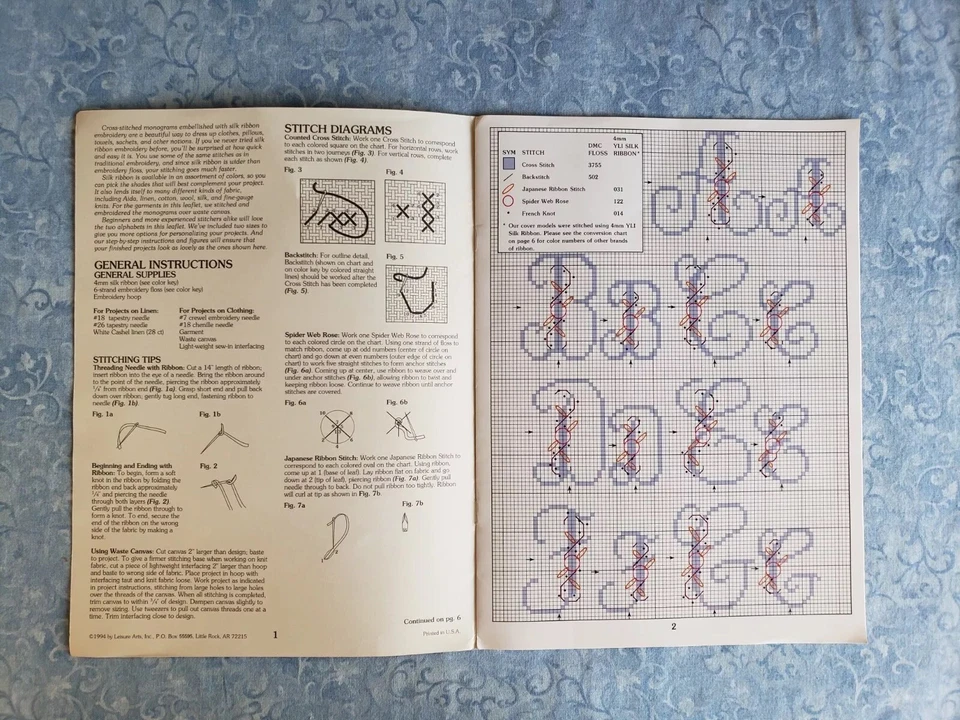 Cross-stitched monograms embellished with silk ribbon
embroidery are a beautiful way to dress up clothes, pillows,
towels, sachets, and other notions. If you've never tried silk
ribbon embroidery before, you'll be surprised at how quick
and easy it is. You use some of the same stitches as in
traditional embroidery, and since silk ribbon is wider than
embroidery floss, your stitching goes much faster.
Silk ribbon is available in an assortment of colors, so you
can pick the shades that will best complement your project.
It also lends itself to many different kinds of fabric,
including Aida, linen, cotton, wool, silk, and fine-gauge
knits. For the garments in this leaflet, we stitched and
embroidered the monograms over waste canvas.
Beginners and more experienced stitchers alike will love
the two alphabets in this leaflet. We've included two sizes to
give you more options for personalizing your projects. And
our step-by-step instructions and figures will ensure that
your finished projects look as lovely as the ones shown here.
GENERAL INSTRUCTIONS
GENERAL SUPPLIES
4mm silk ribbon (see color key)
6-strand embroidery floss (see color key)
Embroidery hoop
For Projects on Linen:
#18 tapestry needle
#26 tapestry needle
White Cashel linen (28 ct)
For Projects on Clothing:
#7 crewel embroidery needle
#18 chenille needle
Garment
Waste canvas
Light-weight sew-in interfacing
STITCHING TIPS
Threading Needle with Ribbon: Cut a 14" length of ribbon;
insert ribbon into the eye of a needle. Bring the ribbon around
to the point of the needle, piercing the ribbon approximately
1/4" from ribbon end (Fig. 1a). Grasp short end and pull back
down over ribbon; gently tug long end, fastening ribbon to
needle (Fig. 1b).
Fig. 1a
Fig. 1b
Beginning and Ending with
Ribbon: To begin, form a soft
knot in the ribbon by folding the
ribbon end back approximately
1/4" and piercing the needle
through both layers (Fig. 2).
Gently pull the ribbon through to
form a knot. To end, secure the
end of the ribbon on the wrong
side of the fabric by making a
knot.
Fig. 2
Using Waste Canvas: Cut canvas 2" larger than design; baste
to project. To give a firmer stitching base when working on knit
fabric, cut a piece of lightweight interfacing 2" larger than hoop
and baste to wrong side of fabric. Place project in hoop with
interfacing taut and knit fabric loose. Work project as indicated
in project instructions, stitching from large holes to large holes
over the threads of the canvas. When all stitching is completed,
trim canvas to within 3/4" of design. Dampen canvas slightly to
remove sizing. Use tweezers to pull out canvas threads one at a
time. Trim interfacing close to design.
©1994 by Leisure Arts, Inc., P.O. Box 55595, Little Rock, AR 72215
1
STITCH DIAGRAMS
Counted Cross Stitch: Work one Cross Stitch to correspond
to each colored square on the chart. For horizontal rows, work
stitches in two journeys (Fig. 3). For vertical rows, complete
each stitch as shown (Fig. 4).
Fig. 3
Fig. 4
Backstitch: For outline detail,
Backstitch (shown on chart and
on color key by colored straight
lines) should be worked after the
Cross Stitch has been completed
(Fig. 5).
Fig. 5
Spider Web Rose: Work one Spider Web Rose to correspond
to each colored circle on the chart. Using one strand of floss to
match ribbon, come up at odd numbers (center of circle on
chart) and go down at even numbers (outer edge of circle on
chart) to work five straight stitches to form anchor stitches
(Fig. 6a). Coming up at center, use ribbon to weave over and
under anchor stitches (Fig. 6b), allowing ribbon to twist and
keeping ribbon loose. Continue to weave ribbon until anchor
stitches are covered.
Fig. 6a
Fig. 6b
Japanese Ribbon Stitch: Work one Japanese Ribbon Stitch to
correspond to each colored oval on the chart. Using ribbon,
come up at 1 (base of leaf). Lay ribbon flat on fabric and go
down at 2 (tip of leaf), piercing ribbon (Fig. 7a). Gently pull
needle through to back. Do not pull ribbon too tightly. Ribbon
will curl at tip as shown in Fig. 7b.
Fig. 7a
Fig. 7b
Continued on pg. 6
Printed in U.S.A.
4mm
DMC YLI SILK
SYM STITCH FLOSS RIBBON*
Cross Stitch 3755
Backstitch 502
Japanese Ribbon Stitch 031
Spider Web Rose 122
French Knot 014
* Our cover models were stitched using 4mm YLI
Silk Ribbon. Please see the conversion chart
on page 6 for color numbers of other brands
of ribbon.
2